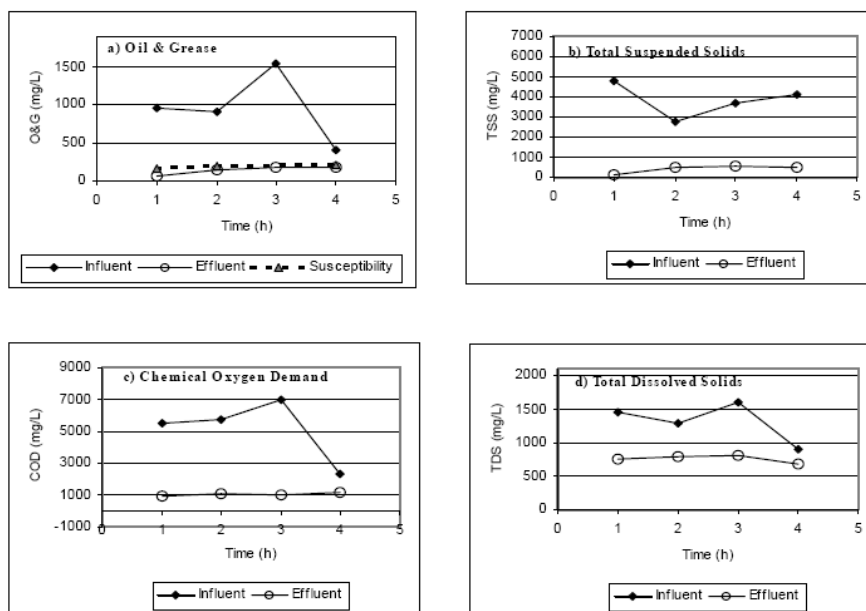 a) Oil & Grease
O&G (mg/L)
1500
1000
500
0
0 1 2 3 4 5
Time (h)
Influent Effluent Susceptibility
b) Total Suspended Solids
TSS (mg/L)
7000
6000
5000
4000
3000
2000
1000
0
0 1 2 3 4 5
Time (h)
Influent Effluent
c) Chemical Oxygen Demand
COD (mg/L)
9000
7000
5000
3000
1000
-1000
0 1 2 3 4 5
Time (h)
Influent Effluent
d) Total Dissolved Solids
TDS (mg/L)
2000
1500
1000
500
0
0 1 2 3 4 5
Time (h)
Influent Effluent